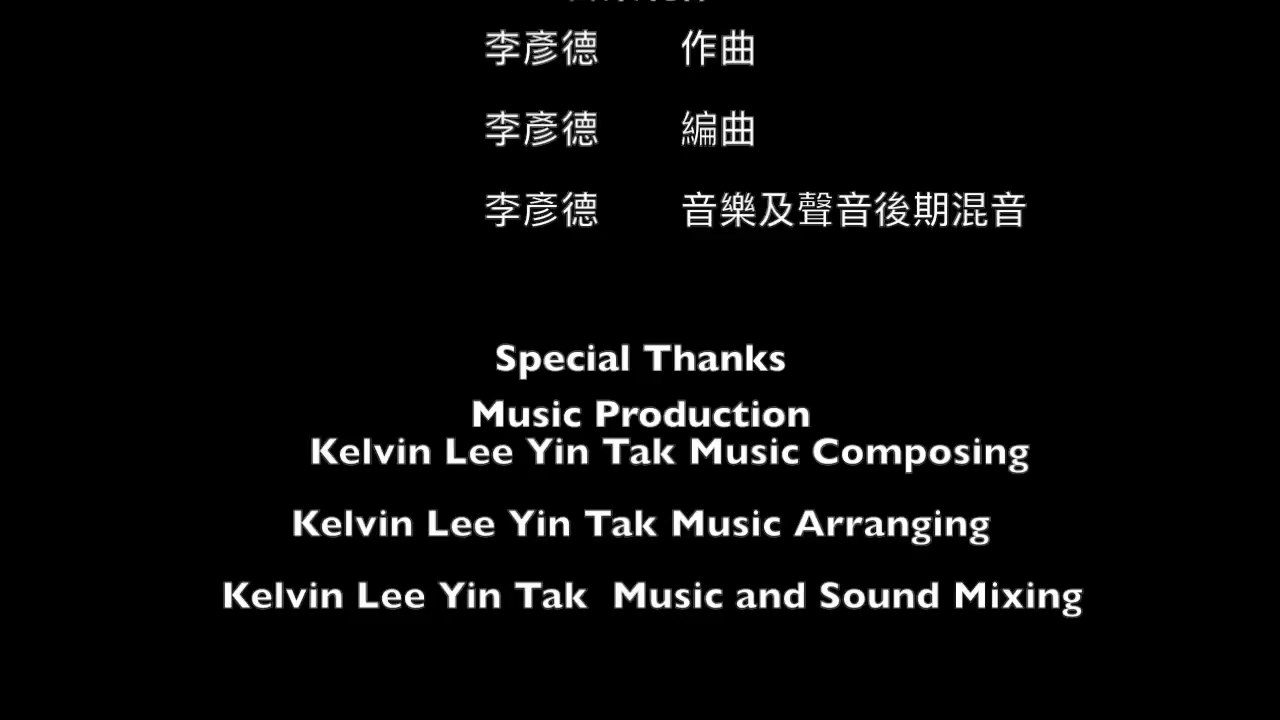 李彥德 作曲
李彥德 編曲
李彥德 音樂及聲音後期混音
Special Thanks
Music Production
Kelvin Lee Yin Tak Music Composing
Kelvin Lee Yin Tak Music Arranging
Kelvin Lee Yin Tak  Music and Sound Mixing